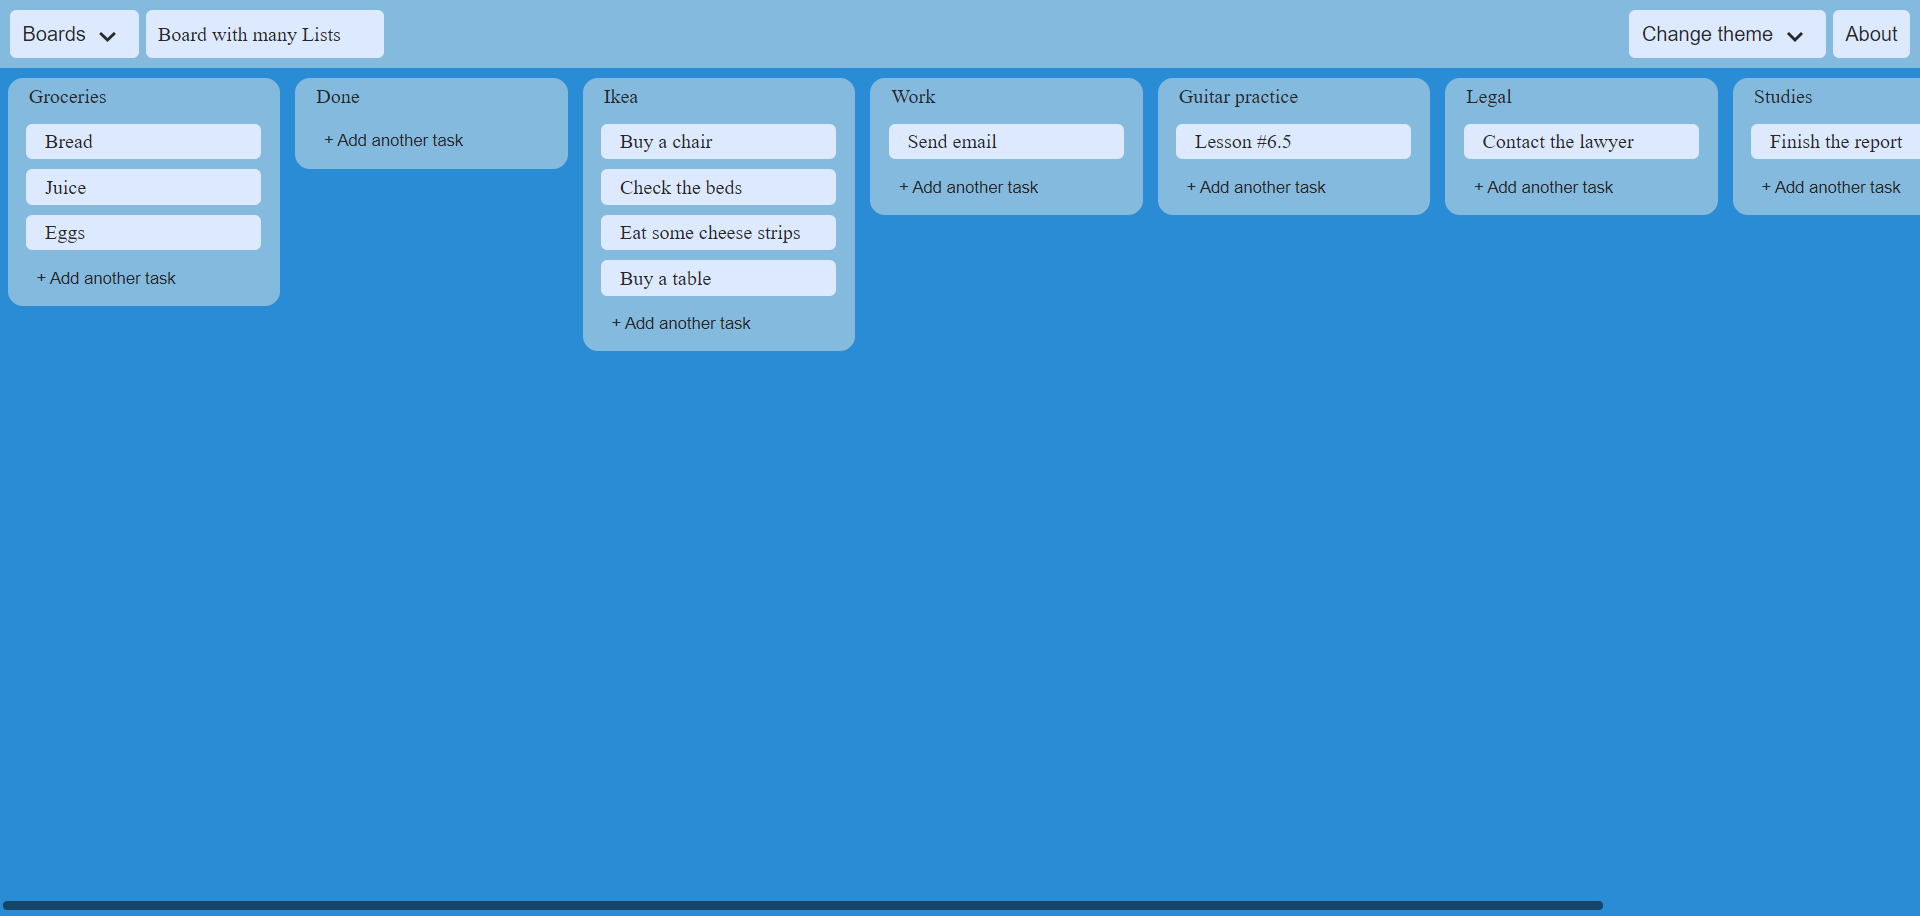 Boards
Board with many Lists
Change theme
About
Groceries
Bread
Juice
Eggs
+ Add another task
Done
+ Add another task
Ikea
Buy a chair
Check the beds
Eat some cheese strips
Buy a table
+ Add another task
Work
Send email
+ Add another task
Guitar practice
Lesson #6.5
+ Add another task
Legal
Contact the lawyer
+ Add another task
Studies
Finish the report
+ Add another task